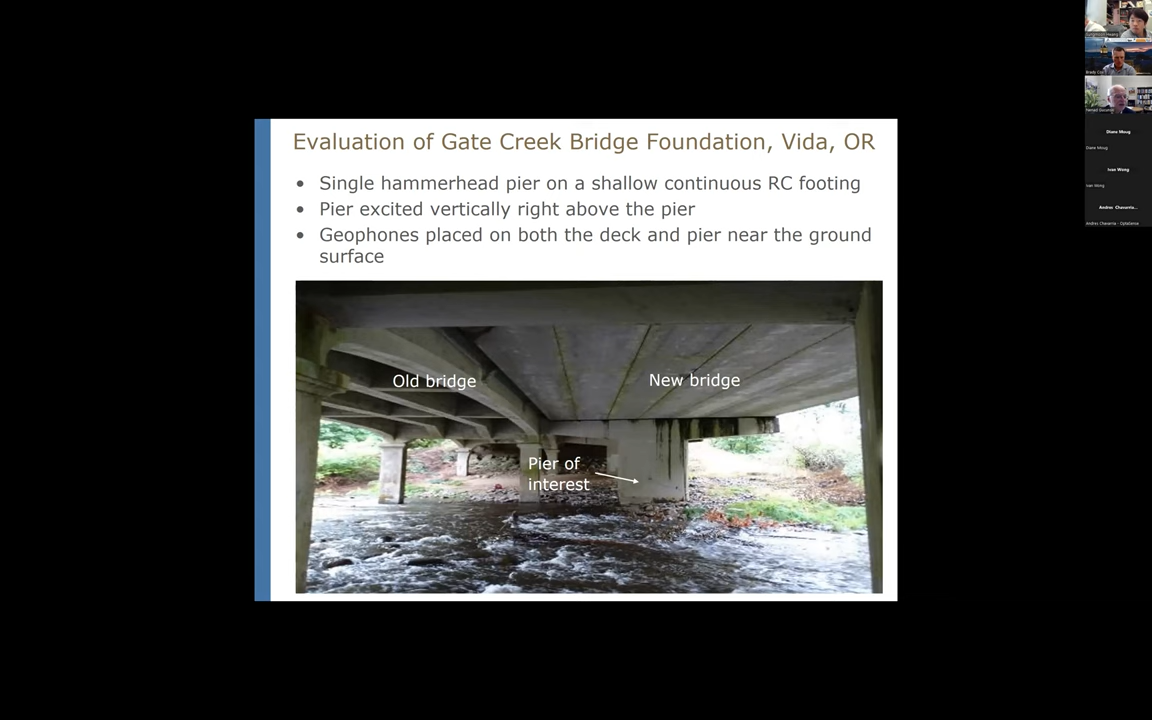 Evaluation of Gate Creek Bridge Foundation, Vida, OR
• Single hammerhead pier on a shallow continuous RC footing
• Pier excited vertically right above the pier
• Geophones placed on both the deck and pier near the ground
surface
Old bridge
New bridge
Pier of
interest
Diane Moug
Diane Moug
Ivan Wong
Ivan Wong
Andres Chavarria...
Andres Chavarria - OptaSense